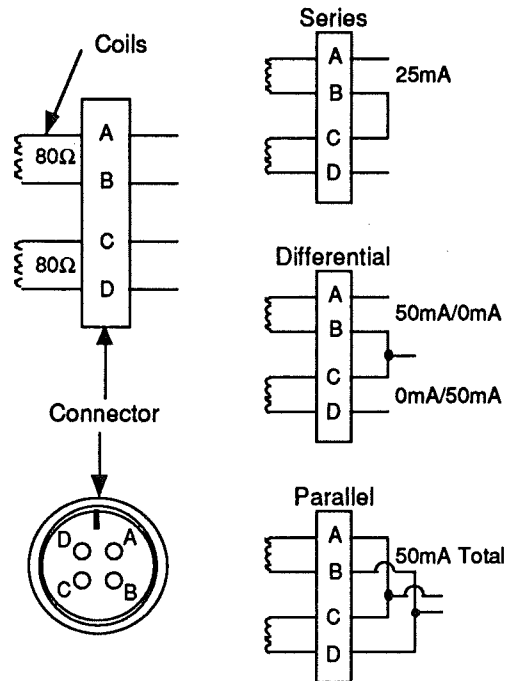 Coils
80Ω
80Ω
A
B
C
D
Connector
D
A
C
B
Series
A
B
C
D
25mA
Differential
A
B
C
D
50mA/0mA
0mA/50mA
Parallel
A
B
C
D
50mA Total